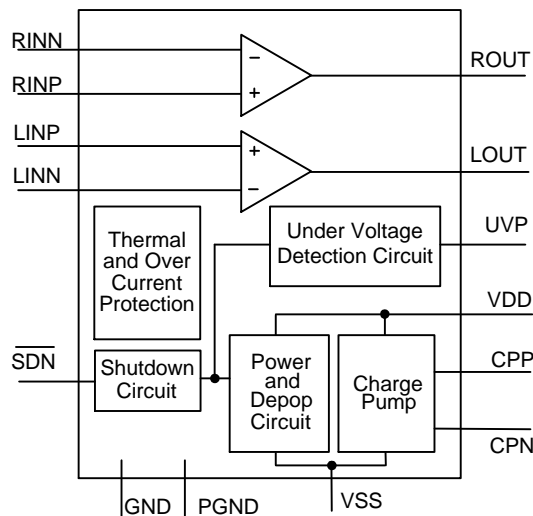 RINN
ROUT
RINP
LINP
LOUT
LINN
Thermal
and Over
Current
Protection
Under Voltage
Detection Circuit
UVP
VDD
SDN
Shutdown
Circuit
Power
and
Depop
Circuit
Charge
Pump
CPP
CPN
GND
PGND
VSS
−
+
+
−